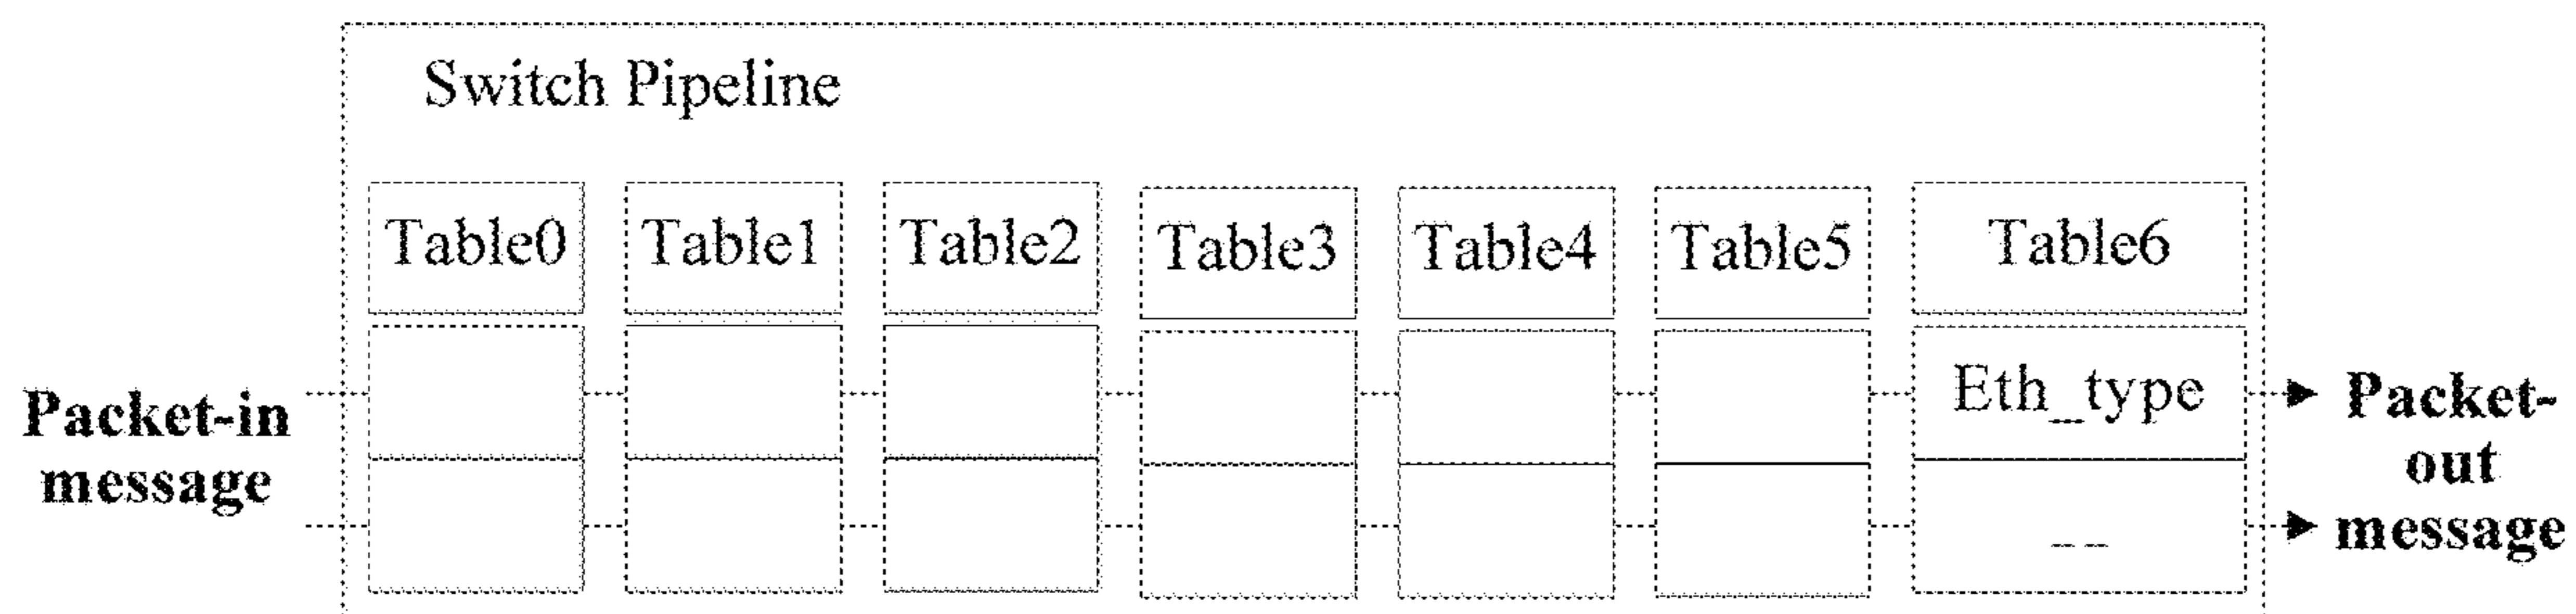 Switch Pipeline
Table0 Table1 Table2 Table3 Table4 Table5 Table6
Packet-in
message
Eth_type
_ _
Packet-
out
message